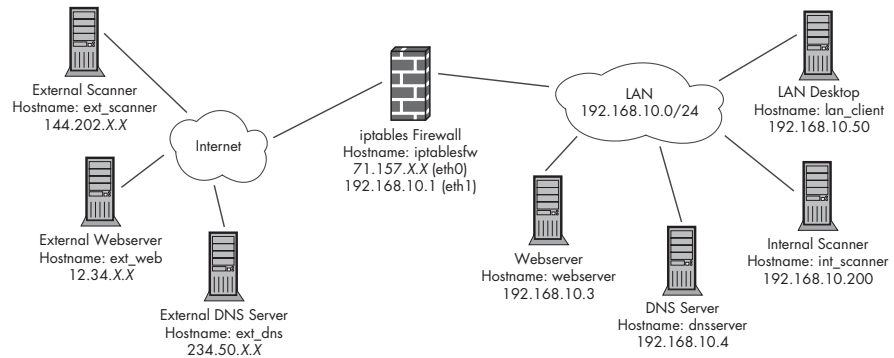 External Scanner
Hostname: ext_scanner
144.202.X.X
Internet
External Webserver
Hostname: ext_web
12.34.X.X
External DNS Server
Hostname: ext_dns
234.50.X.X
iptables Firewall
Hostname: iptablesfw
71.157.X.X (eth0)
192.168.10.1 (eth1)
LAN
192.168.10.0/24
LAN Desktop
Hostname: lan_client
192.168.10.50
Webserver
Hostname: webserver
192.168.10.3
DNS Server
Hostname: dnsserver
192.168.10.4
Internal Scanner
Hostname: int_scanner
192.168.10.200